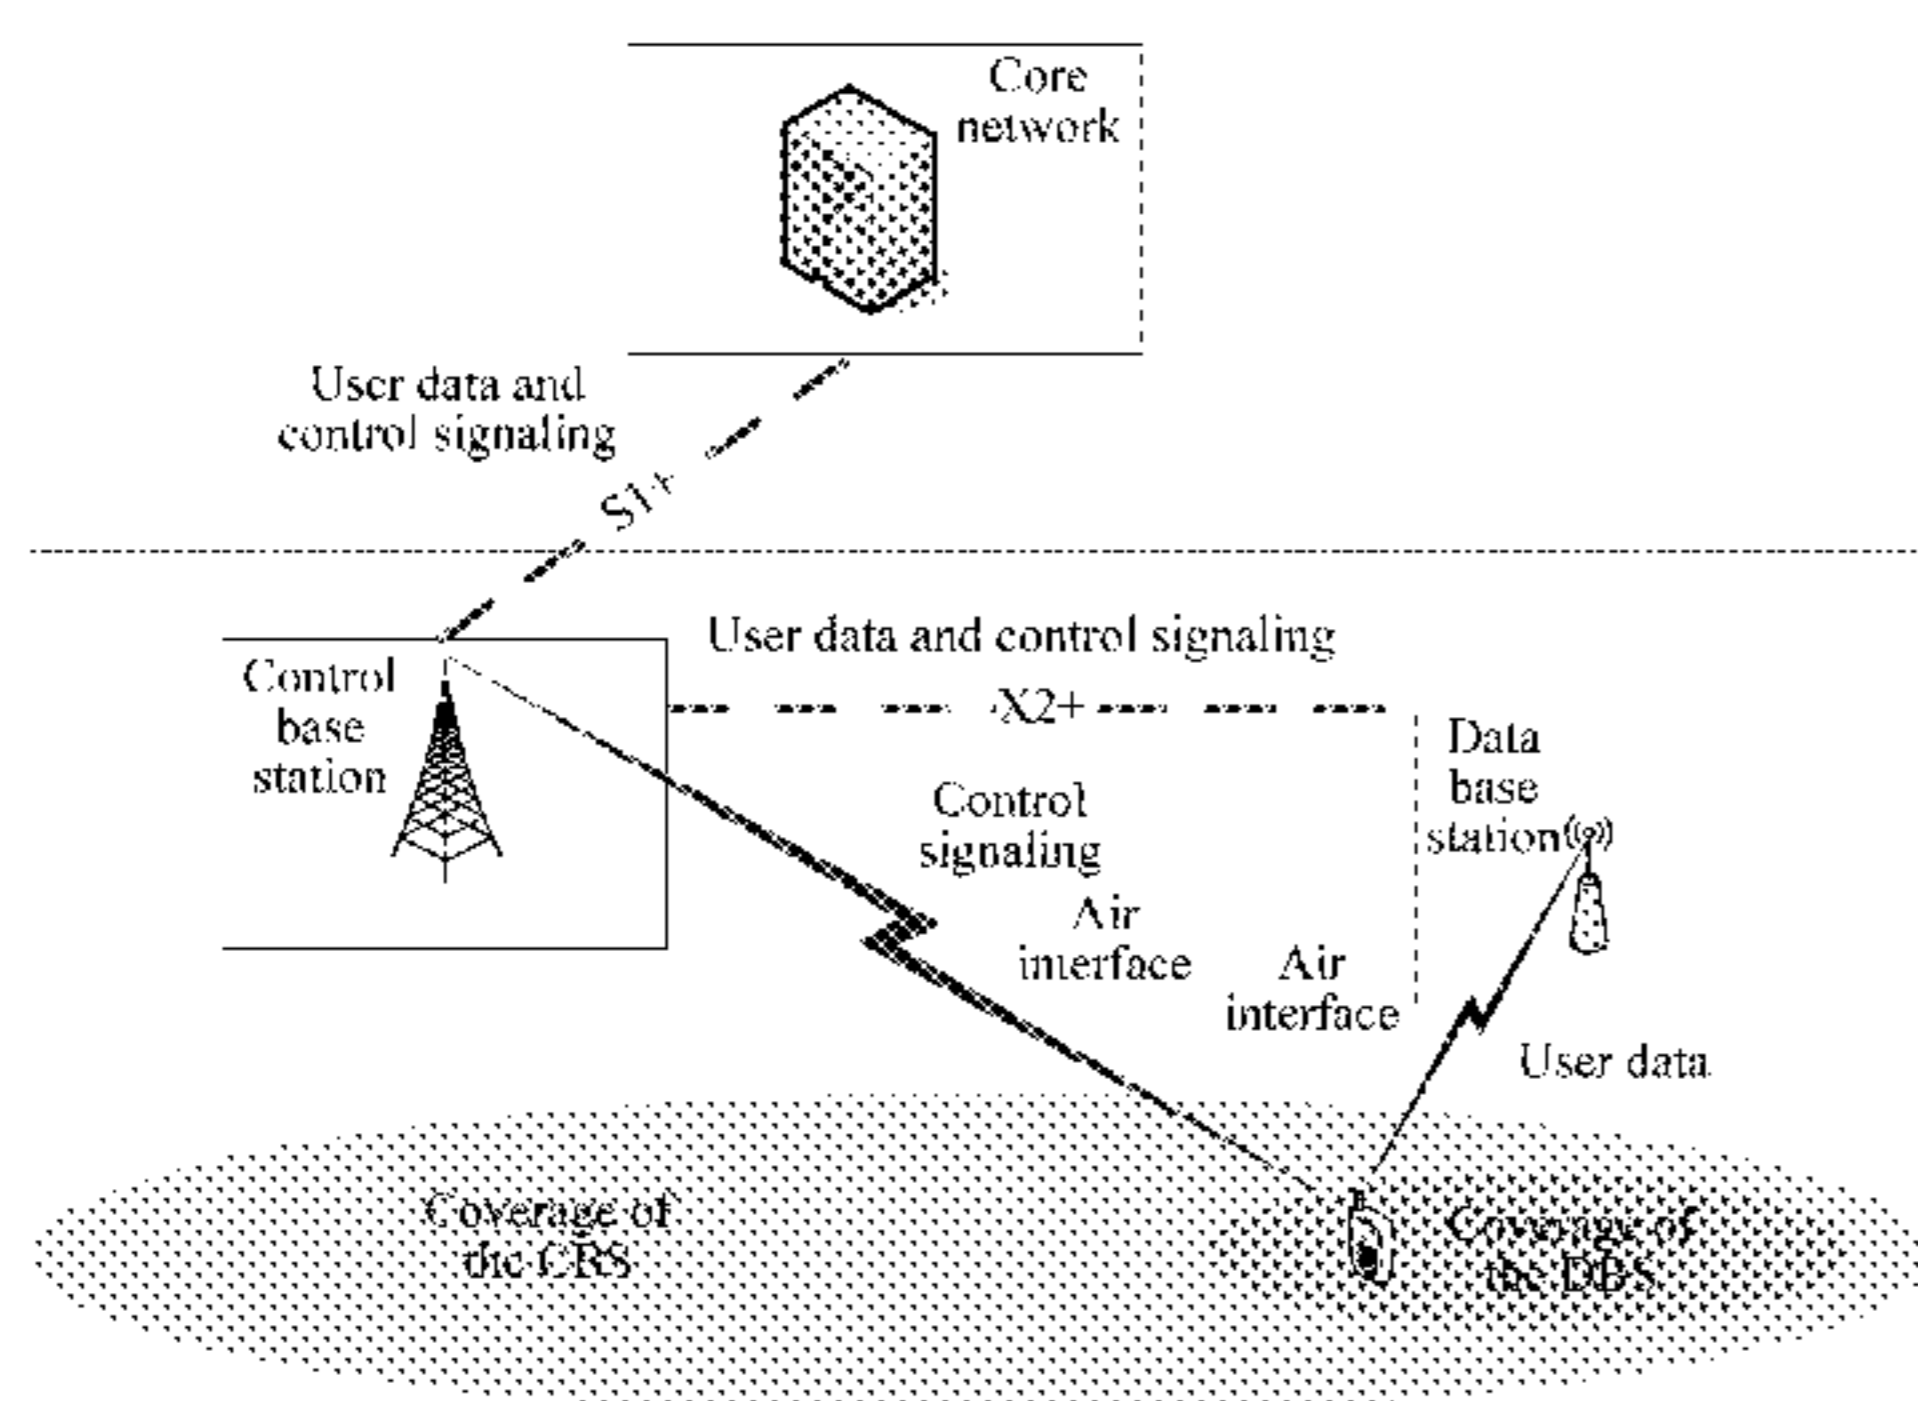 Core
network
User data and
control signaling
S1+
User data and control signaling
Control
base
station
X2+
Data
base
station
Control
signaling
Air
interface
Air
interface
User data
Coverage of
the CRS
Coverage of
the DBS